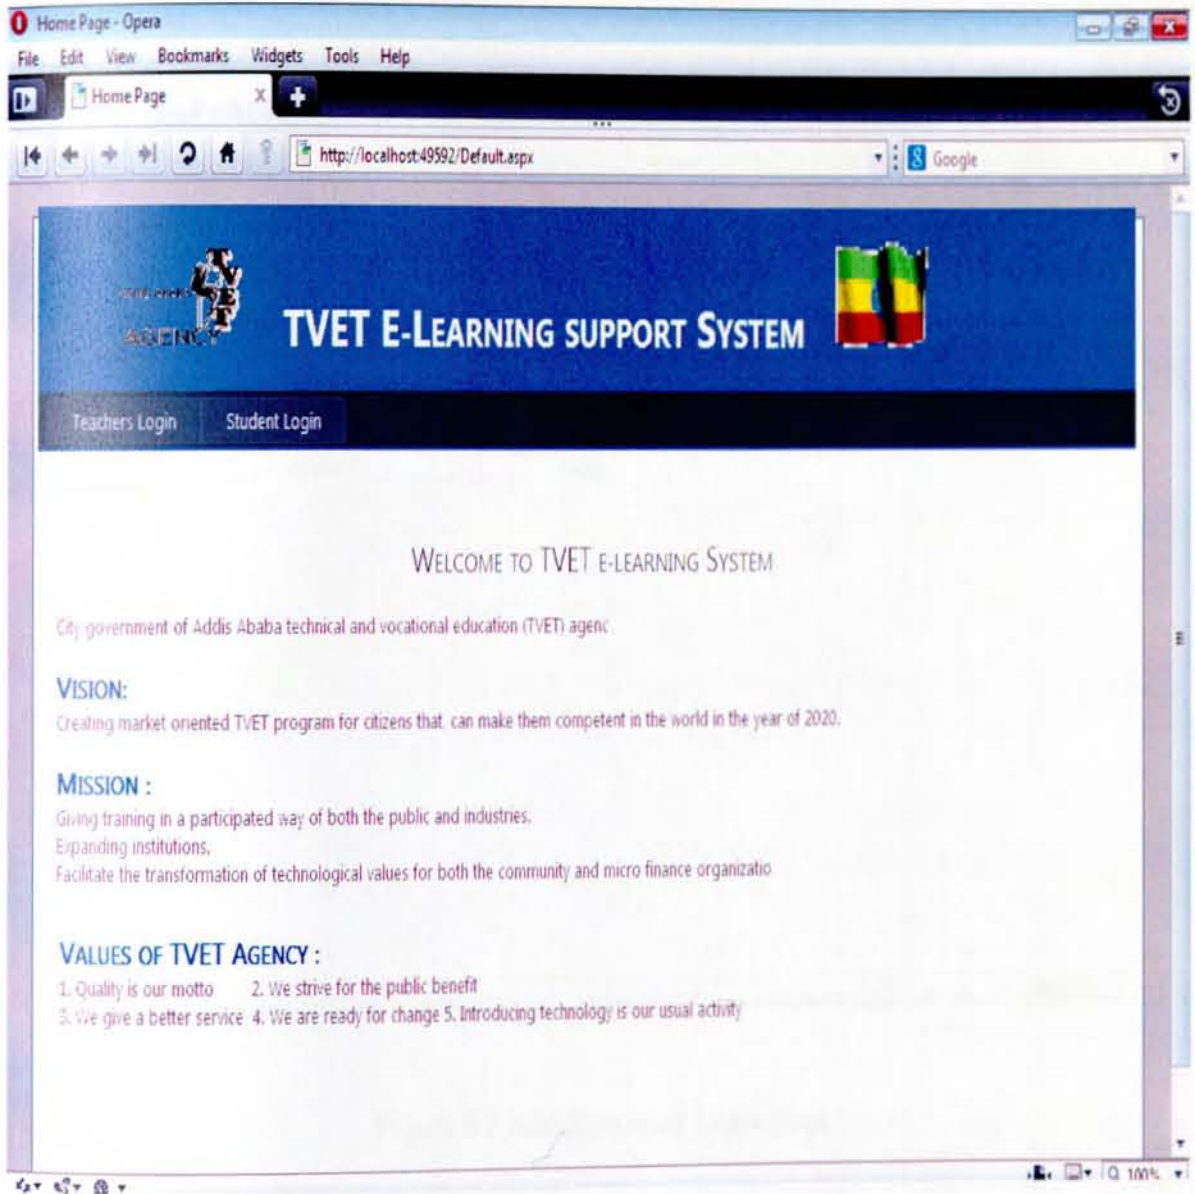 Home Page - Opera
File Edit View Bookmarks Widgets Tools Help
Home Page X
http://localhost:49592/Default.aspx
Google
TVET
AGENCY
TVET E-LEARNING SUPPORT SYSTEM
Teachers Login Student Login
WELCOME TO TVET E-LEARNING SYSTEM
City government of Addis Ababa technical and vocational education (TVET) agenc
VISION:
Creating market oriented TVET program for citizens that can make them competent in the world in the year of 2020.
MISSION :
Giving training in a participated way of both the public and industries.
Expanding institutions,
Facilitate the transformation of technological values for both the community and micro finance organizatio
VALUES OF TVET AGENCY :
1. Quality is our motto 2. We strive for the public benefit
3. We give a better service 4. We are ready for change 5. Introducing technology is our usual activity
100%